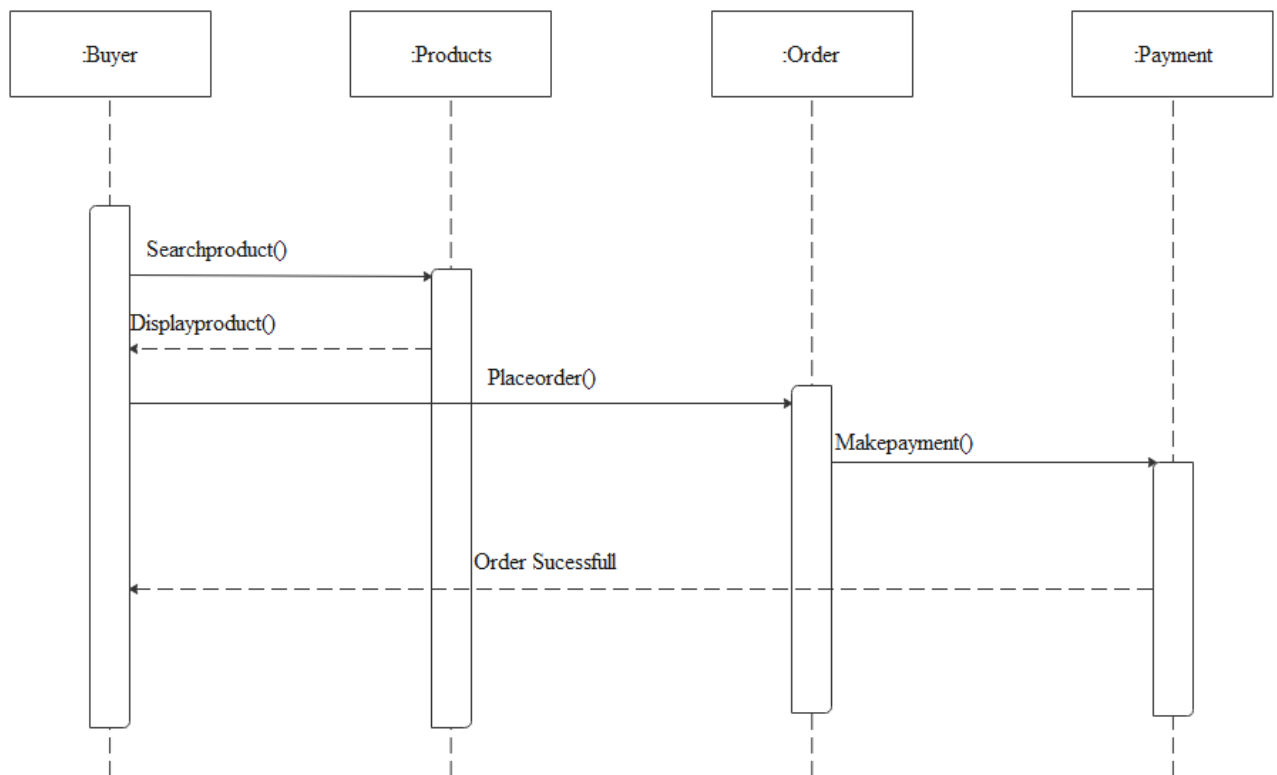 :Buyer
:Products
:Order
:Payment
Searchproduct()
Displayproduct()
Placeorder()
Makepayment()
Order Sucessfull